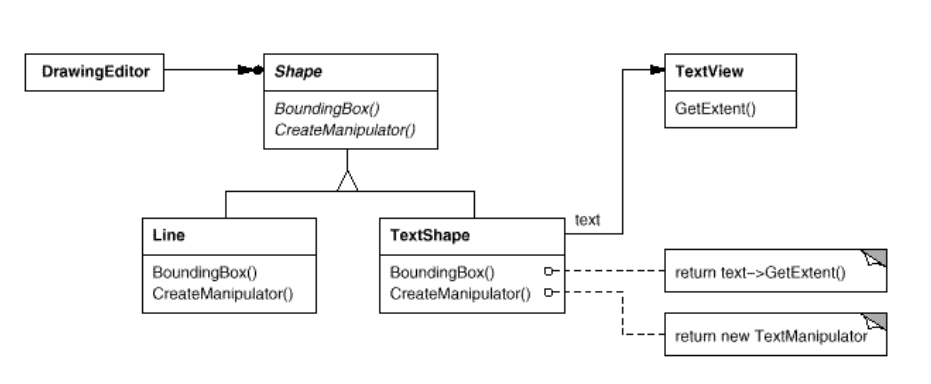 DrawingEditor
Shape
BoundingBox()
CreateManipulator()
TextView
GetExtent()
Line
BoundingBox()
CreateManipulator()
TextShape
BoundingBox()
CreateManipulator()
text
return text->GetExtent()
return new TextManipulator